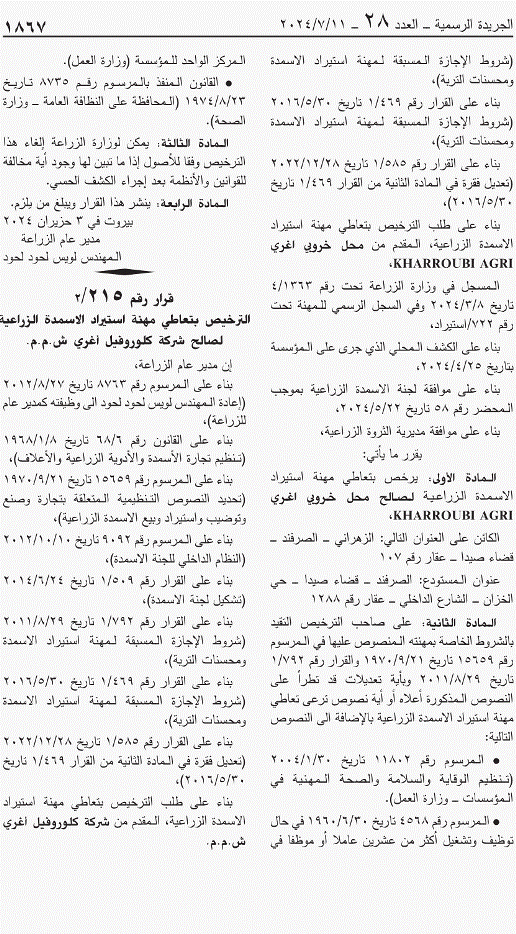 الجريدة الرسمية ــ العدد ٢٨ ــ ٢٠٢٤/٧/١١
١٨٦٧
(شروط الإجازة المسبقة لمهنة استيراد الاسمدة
ومحسنات التربة)،
بناء على القرار رقم ١/٤٦٩ تاريخ ٢٠١٦/٥/٣٠
(شروط الإجازة المسبقة لمهنة استيراد الاسمدة
ومحسنات التربة)،
بناء على القرار رقم ١/٥٨٥ تاريخ ٢٠٢٢/١٢/٢٨
(تعديل فقرة في المادة الثانية من القرار ١/٤٦٩ تاريخ
٢٠١٦/٥/٣٠)،
بناء على طلب الترخيص بتعاطي مهنة استيراد
الاسمدة الزراعية، المقدم من محل خروبي اغري
KHARROUBI AGRI،
المسجل في وزارة الزراعة تحت رقم ٤/١٣٦٣
تاريخ ٢٠٢٤/٣/٨ وفي السجل الرسمي للمهنة تحت
رقم ٧٢٢/استيراد،
بناء على الكشف المحلي الذي جرى على المؤسسة
بتاريخ ٢٠٢٤/٤/٢٥،
بناء على موافقة لجنة الاسمدة الزراعية بموجب
المحضر رقم ٥٨ تاريخ ٢٠٢٤/٥/٢٢،
بناء على موافقة مديرية الثروة الزراعية،
يقرر ما يأتي:
المادة الأولى: يرخص بتعاطي مهنة استيراد
الاسمدة الزراعية لصالح محل خروبي اغري
KHARROUBI AGRI،
الكائن على العنوان التالي: الزهراني ــ الصرفند ــ
قضاء صيدا ــ عقار رقم ١٠٧
عنوان المستودع: الصرفند ــ قضاء صيدا ــ حي
الخزان ــ الشارع الداخلي ــ عقار رقم ١٢٨٨
المادة الثانية: على صاحب الترخيص التقيد
بالشروط الخاصة بمهنته المنصوص عليها في المرسوم
رقم ١٥٦٥٩ تاريخ ١٩٧٠/٩/٢١ والقرار رقم ١/٧٩٢
تاريخ ٢٠١١/٨/٢٩ وبأية تعديلات قد تطرأ على
النصوص المذكورة أعلاه أو أية نصوص ترعى تعاطي
مهنة استيراد الاسمدة الزراعية بالإضافة الى النصوص
التالية:
● المرسوم رقم ١١٨٠٢ تاريخ ٢٠٠٤/١/٣٠
(تنظيم الوقاية والسلامة والصحة المهنية في
المؤسسات ــ وزارة العمل).
● المرسوم رقم ٤٥٦٨ تاريخ ١٩٦٠/٦/٣٠ في حال
توظيف وتشغيل أكثر من عشرين عاملا أو موظفا في
المركز الواحد للمؤسسة (وزارة العمل).
● القانون المنفذ بالمرسوم رقم ٨٧٣٥ تاريخ
١٩٧٤/٨/٢٣ (المحافظة على النظافة العامة ــ وزارة
الصحة).
المادة الثالثة: يمكن لوزارة الزراعة إلغاء هذا
الترخيص وفقا للأصول إذا ما تبين لها وجود أية مخالفة
للقوانين والأنظمة بعد إجراء الكشف الحسي.
المادة الرابعة: ينشر هذا القرار ويبلغ من يلزم.
بيروت في ٣ حزيران ٢٠٢٤
مدير عام الزراعة
المهندس لويس لحود لحود
قرار رقم ٢/٢١٥
الترخيص بتعاطي مهنة استيراد الاسمدة الزراعية
لصالح شركة كلوروفيل أغري ش.م.م.
إن مدير عام الزراعة،
بناء على المرسوم رقم ٨٧٦٣ تاريخ ٢٠١٢/٨/٢٧
(إعادة المهندس لويس لحود لحود الى وظيفته كمدير عام
للزراعة)،
بناء على القانون رقم ٦٨/٦ تاريخ ١٩٦٨/١/٨
(تنظيم تجارة الأسمدة والأدوية الزراعية والأعلاف)،
بناء على المرسوم رقم ١٥٦٥٩ تاريخ ١٩٧٠/٩/٢١
(تحديد النصوص التنظيمية المتعلقة بتجارة وصنع
وتوضيب واستيراد وبيع الاسمدة الزراعية)،
بناء على المرسوم رقم ٩٠٩٢ تاريخ ٢٠١٢/١٠/١٠
(النظام الداخلي للجنة الاسمدة)،
بناء على القرار رقم ١/٥٠٩ تاريخ ٢٠١٤/٦/٢٤
(تشكيل لجنة الاسمدة)،
بناء على القرار رقم ١/٧٩٢ تاريخ ٢٠١١/٨/٢٩
(شروط الإجازة المسبقة لمهنة استيراد الاسمدة
ومحسنات التربة)،
بناء على القرار رقم ١/٤٦٩ تاريخ ٢٠١٦/٥/٣٠
(شروط الإجازة المسبقة لمهنة استيراد الاسمدة
ومحسنات التربة)،
بناء على القرار رقم ١/٥٨٥ تاريخ ٢٠٢٢/١٢/٢٨
(تعديل فقرة في المادة الثانية من القرار ١/٤٦٩ تاريخ
٢٠١٦/٥/٣٠)،
بناء على طلب الترخيص بتعاطي مهنة استيراد
الاسمدة الزراعية، المقدم من شركة كلوروفيل أغري
ش.م.م.